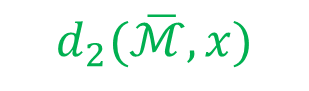 d₂(ℳ̅, x)